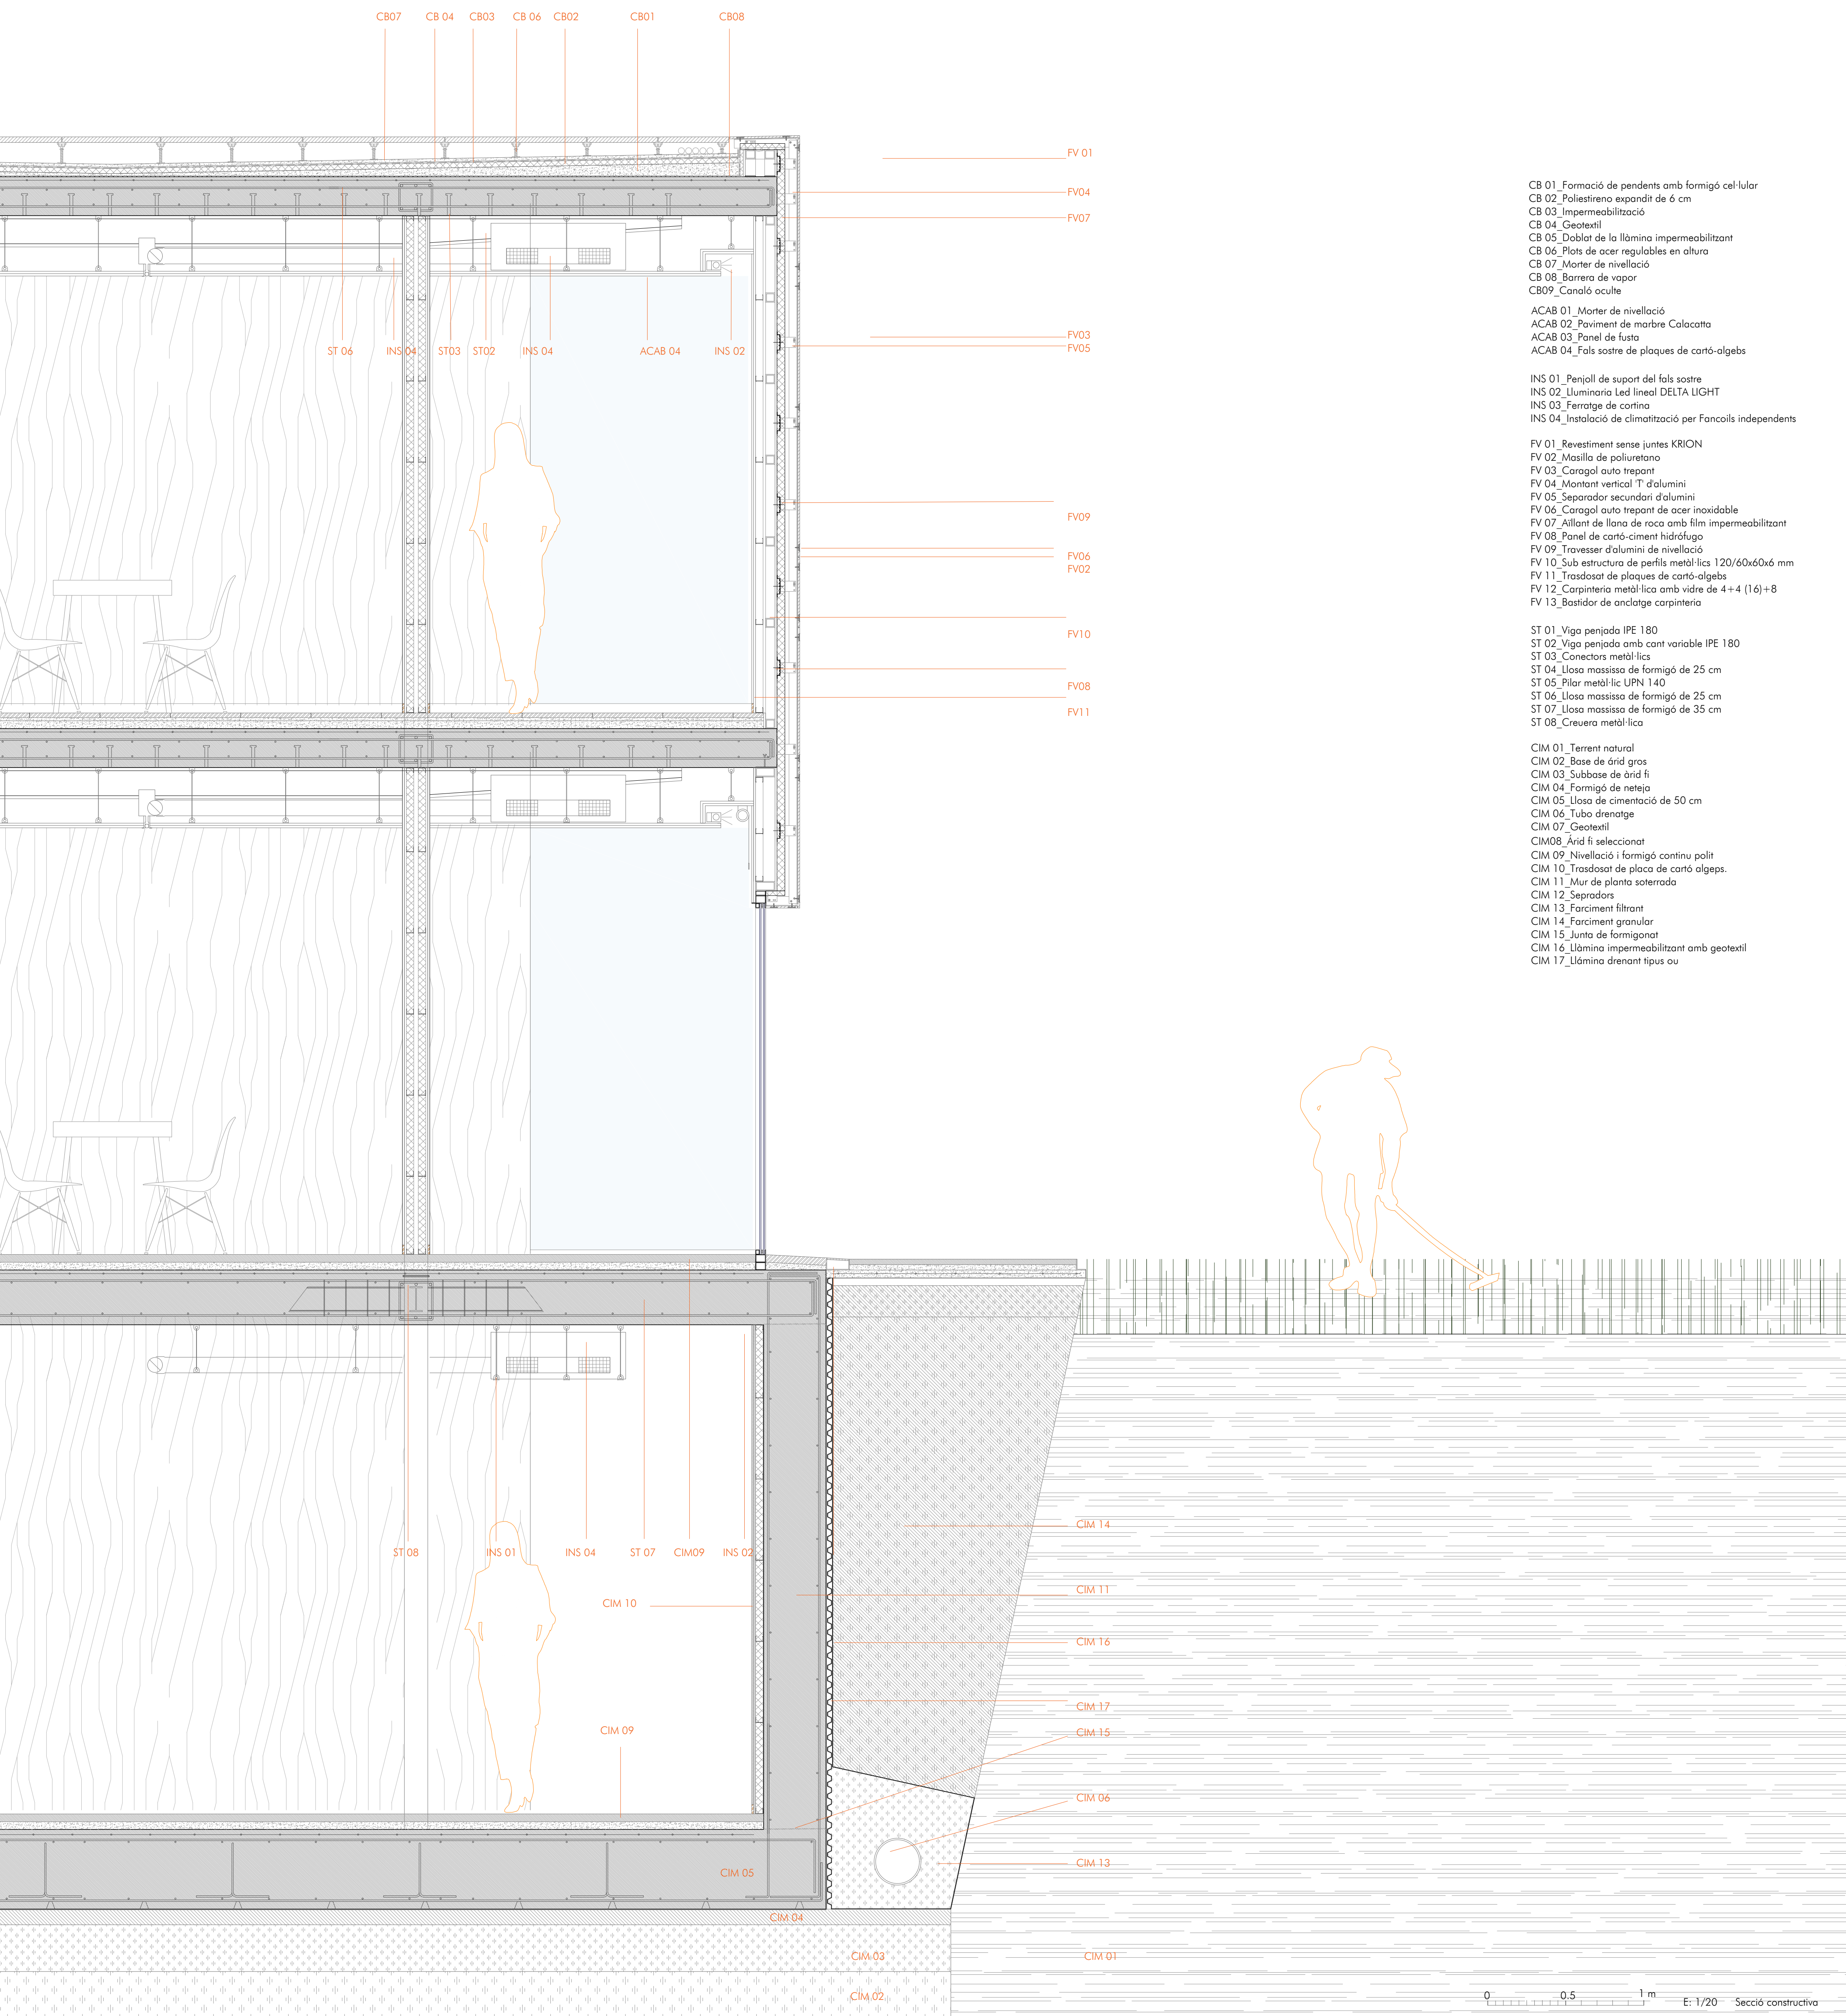 CB07 CB 04 CB03 CB 06 CB02 CB01 CB08
FV 01
FV04
FV07
FV03
FV05
FV09
FV06
FV02
FV10
FV08
FV11
ST 06 INS 04 ST03 ST02 INS 04 ACAB 04 INS 02
CB 01_Formació de pendents amb formigó cel·lular
CB 02_Poliestireno expandit de 6 cm
CB 03_Impermeabilització
CB 04_Geotextil
CB 05_Doblat de la llàmina impermeabilitzant
CB 06_Plots de acer regulables en altura
CB 07_Morter de nivellació
CB 08_Barrera de vapor
CB09_Canaló oculte
ACAB 01_Morter de nivellació
ACAB 02_Paviment de marbre Calacatta
ACAB 03_Panel de fusta
ACAB 04_Fals sostre de plaques de cartó-algebs
INS 01_Penjoll de suport del fals sostre
INS 02_Lluminaria Led lineal DELTA LIGHT
INS 03_Ferratge de cortina
INS 04_Instalació de climatització per Fancoils independents
FV 01_Revestiment sense juntes KRION
FV 02_Masilla de poliuretano
FV 03_Caragol auto trepant
FV 04_Montant vertical 'T' d'alumini
FV 05_Separador secundari d'alumini
FV 06_Caragol auto trepant de acer inoxidable
FV 07_Aïllant de llana de roca amb film impermeabilitzant
FV 08_Panel de cartó-ciment hidrófugo
FV 09_Travesser d'alumini de nivellació
FV 10_Sub estructura de perfils metàl·lics 120/60x60x6 mm
FV 11_Trasdosat de plaques de cartó-algebs
FV 12_Carpinteria metàl·lica amb vidre de 4+4 (16)+8
FV 13_Bastidor de anclatge carpinteria
ST 01_Viga penjada IPE 180
ST 02_Viga penjada amb cant variable IPE 180
ST 03_Conectors metàl·lics
ST 04_Llosa massissa de formigó de 25 cm
ST 05_Pilar metàl·lic UPN 140
ST 06_Llosa massissa de formigó de 25 cm
ST 07_Llosa massissa de formigó de 35 cm
ST 08_Creuera metàl·lica
CIM 01_Terrent natural
CIM 02_Base de árid gros
CIM 03_Subbase de àrid fi
CIM 04_Formigó de neteja
CIM 05_Llosa de cimentació de 50 cm
CIM 06_Tubo drenatge
CIM 07_Geotextil
CIM08_Àrid fi seleccionat
CIM 09_Nivellació i formigó continu polit
CIM 10_Trasdosat de placa de cartó algeps.
CIM 11_Mur de planta soterrada
CIM 12_Sepradors
CIM 13_Farciment filtrant
CIM 14_Farciment granular
CIM 15_Junta de formigonat
CIM 16_Llàmina impermeabilitzant amb geotextil
CIM 17_Llámina drenant tipus ou
ST 08 INS 01 INS 04 ST 07 CIM09 INS 02
CIM 10
CIM 09
CIM 14
CIM 11
CIM 16
CIM 17
CIM 15
CIM 06
CIM 13
CIM 05
CIM 04
CIM 03
CIM 01
CIM 02
0 0.5 1 m
E: 1/20 Secció constructiva